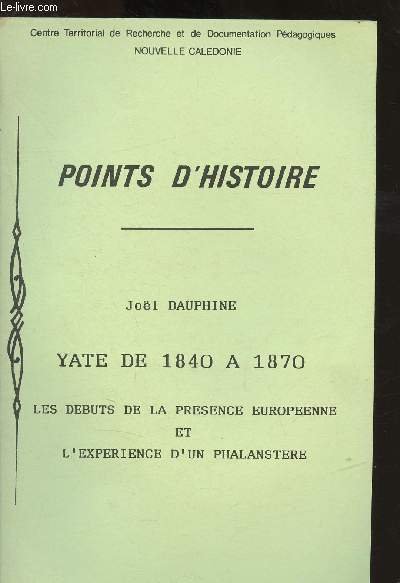 Le-livre.com
Centre Territorial de Recherche et de Documentation Pédagogiques
NOUVELLE CALEDONIE
POINTS D'HISTOIRE
Joël DAUPHINE
YATE DE 1840 A 1870
LES DEBUTS DE LA PRESENCE EUROPEENNE
ET
L'EXPERIENCE D'UN PHALANSTERE